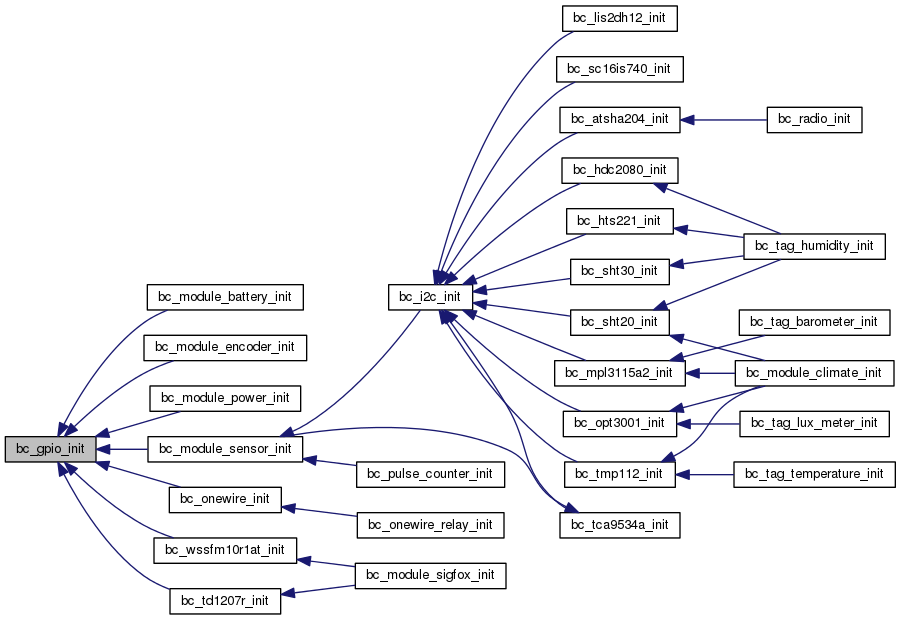 bc_lis2dh12_init
bc_sc16is740_init
bc_atsha204_init
bc_radio_init
bc_hdc2080_init
bc_hts221_init
bc_tag_humidity_init
bc_sht30_init
bc_i2c_init
bc_module_battery_init
bc_sht20_init
bc_tag_barometer_init
bc_module_encoder_init
bc_mpl3115a2_init
bc_module_climate_init
bc_module_power_init
bc_opt3001_init
bc_tag_lux_meter_init
bc_gpio_init
bc_module_sensor_init
bc_pulse_counter_init
bc_tmp112_init
bc_tag_temperature_init
bc_onewire_init
bc_onewire_relay_init
bc_tca9534a_init
bc_wssfm10r1at_init
bc_module_sigfox_init
bc_td1207r_init